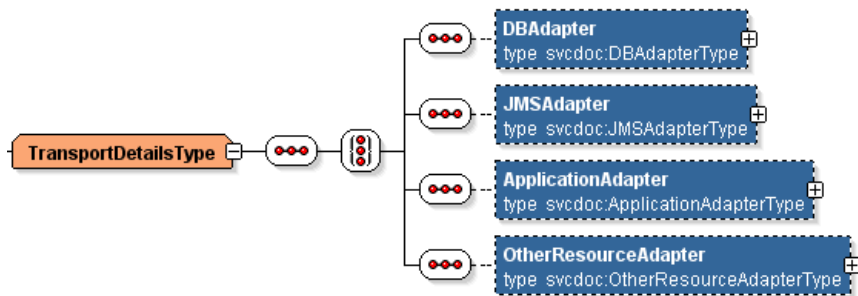 DBAdapter
type svcdoc:DBAdapterType
JMSAdapter
type svcdoc:JMSAdapterType
TransportDetailsType
ApplicationAdapter
type svcdoc:ApplicationAdapterType
OtherResourceAdapter
type svcdoc:OtherResourceAdapterType